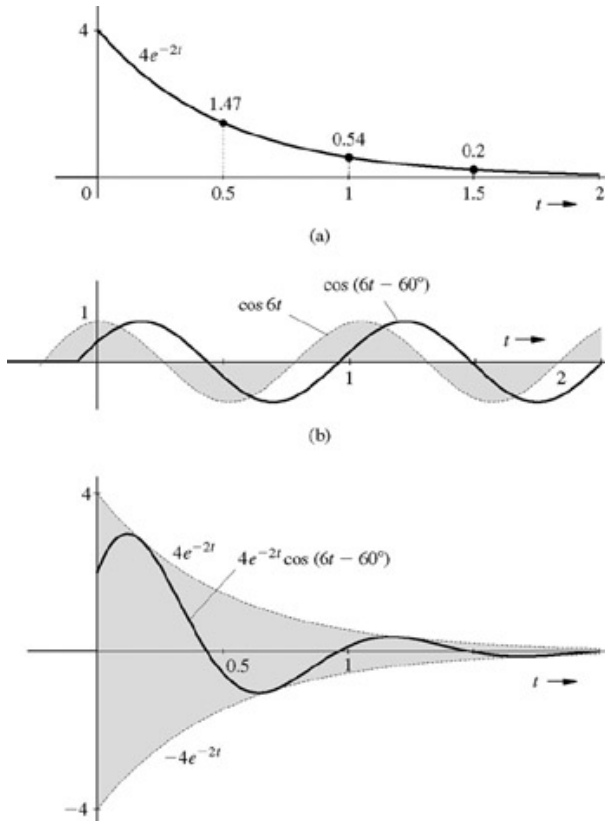 4
4e^{-2t}
1.47
0.54
0.2
0 0.5 1 1.5 2
t →
(a)
1
cos 6t
cos (6t − 60°)
t →
1 2
(b)
4
4e^{-2t}
4e^{-2t} cos (6t − 60°)
0.5 1
t →
−4e^{-2t}
−4